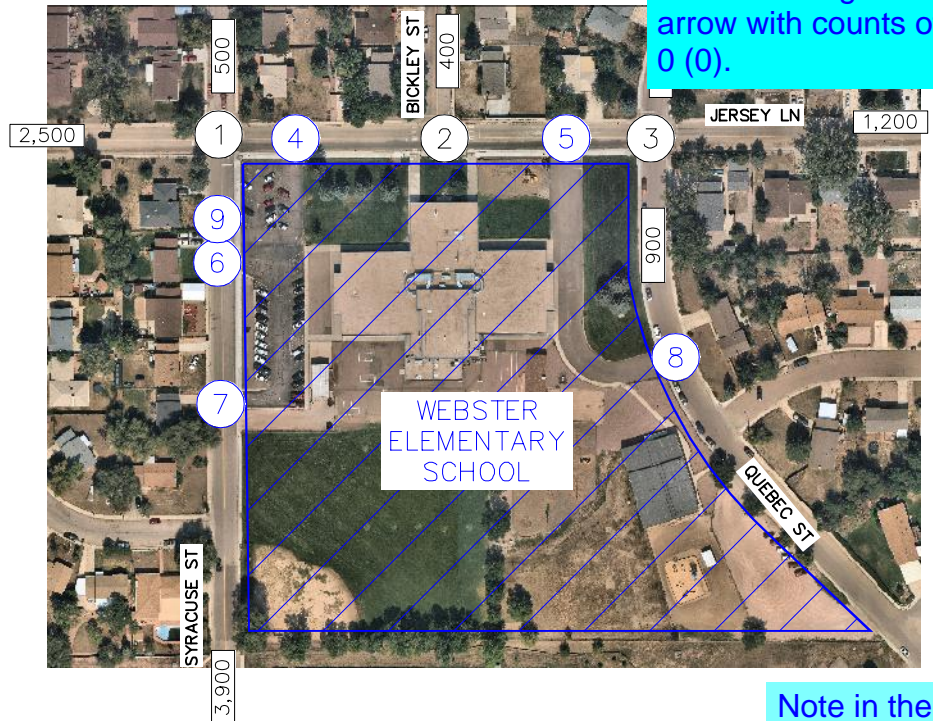 arrow with counts o
0 (0).
500
BICKLEY ST
400
JERSEY LN
2,500
1
4
2
5
3
1,200
9
6
900
8
7
WEBSTER
ELEMENTARY
SCHOOL
QUEBEC ST
SYRACUSE ST
3,900
Note in the